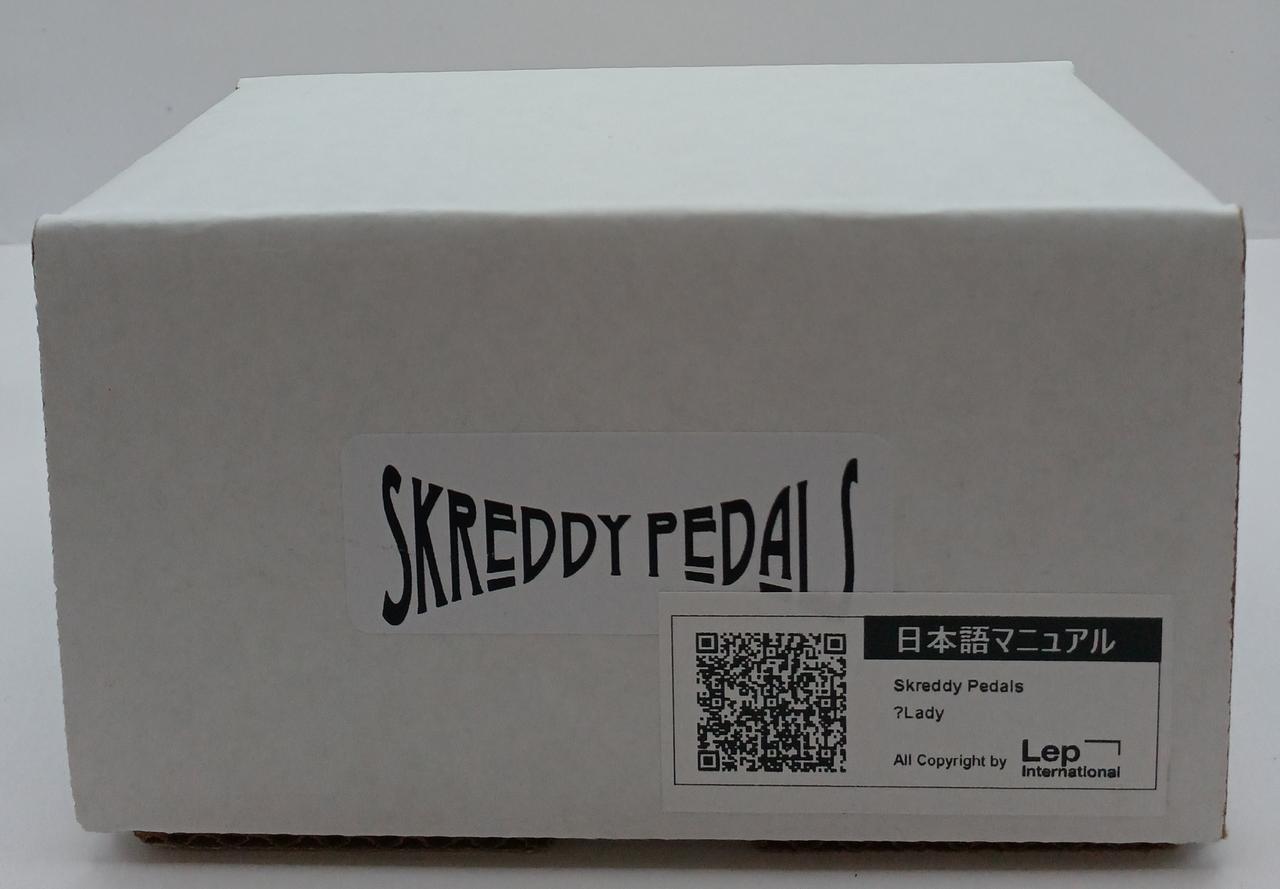 SKREDDY PEDALS
日本語マニュアル
Skreddy Pedals
?Lady
All Copyright by Lep International